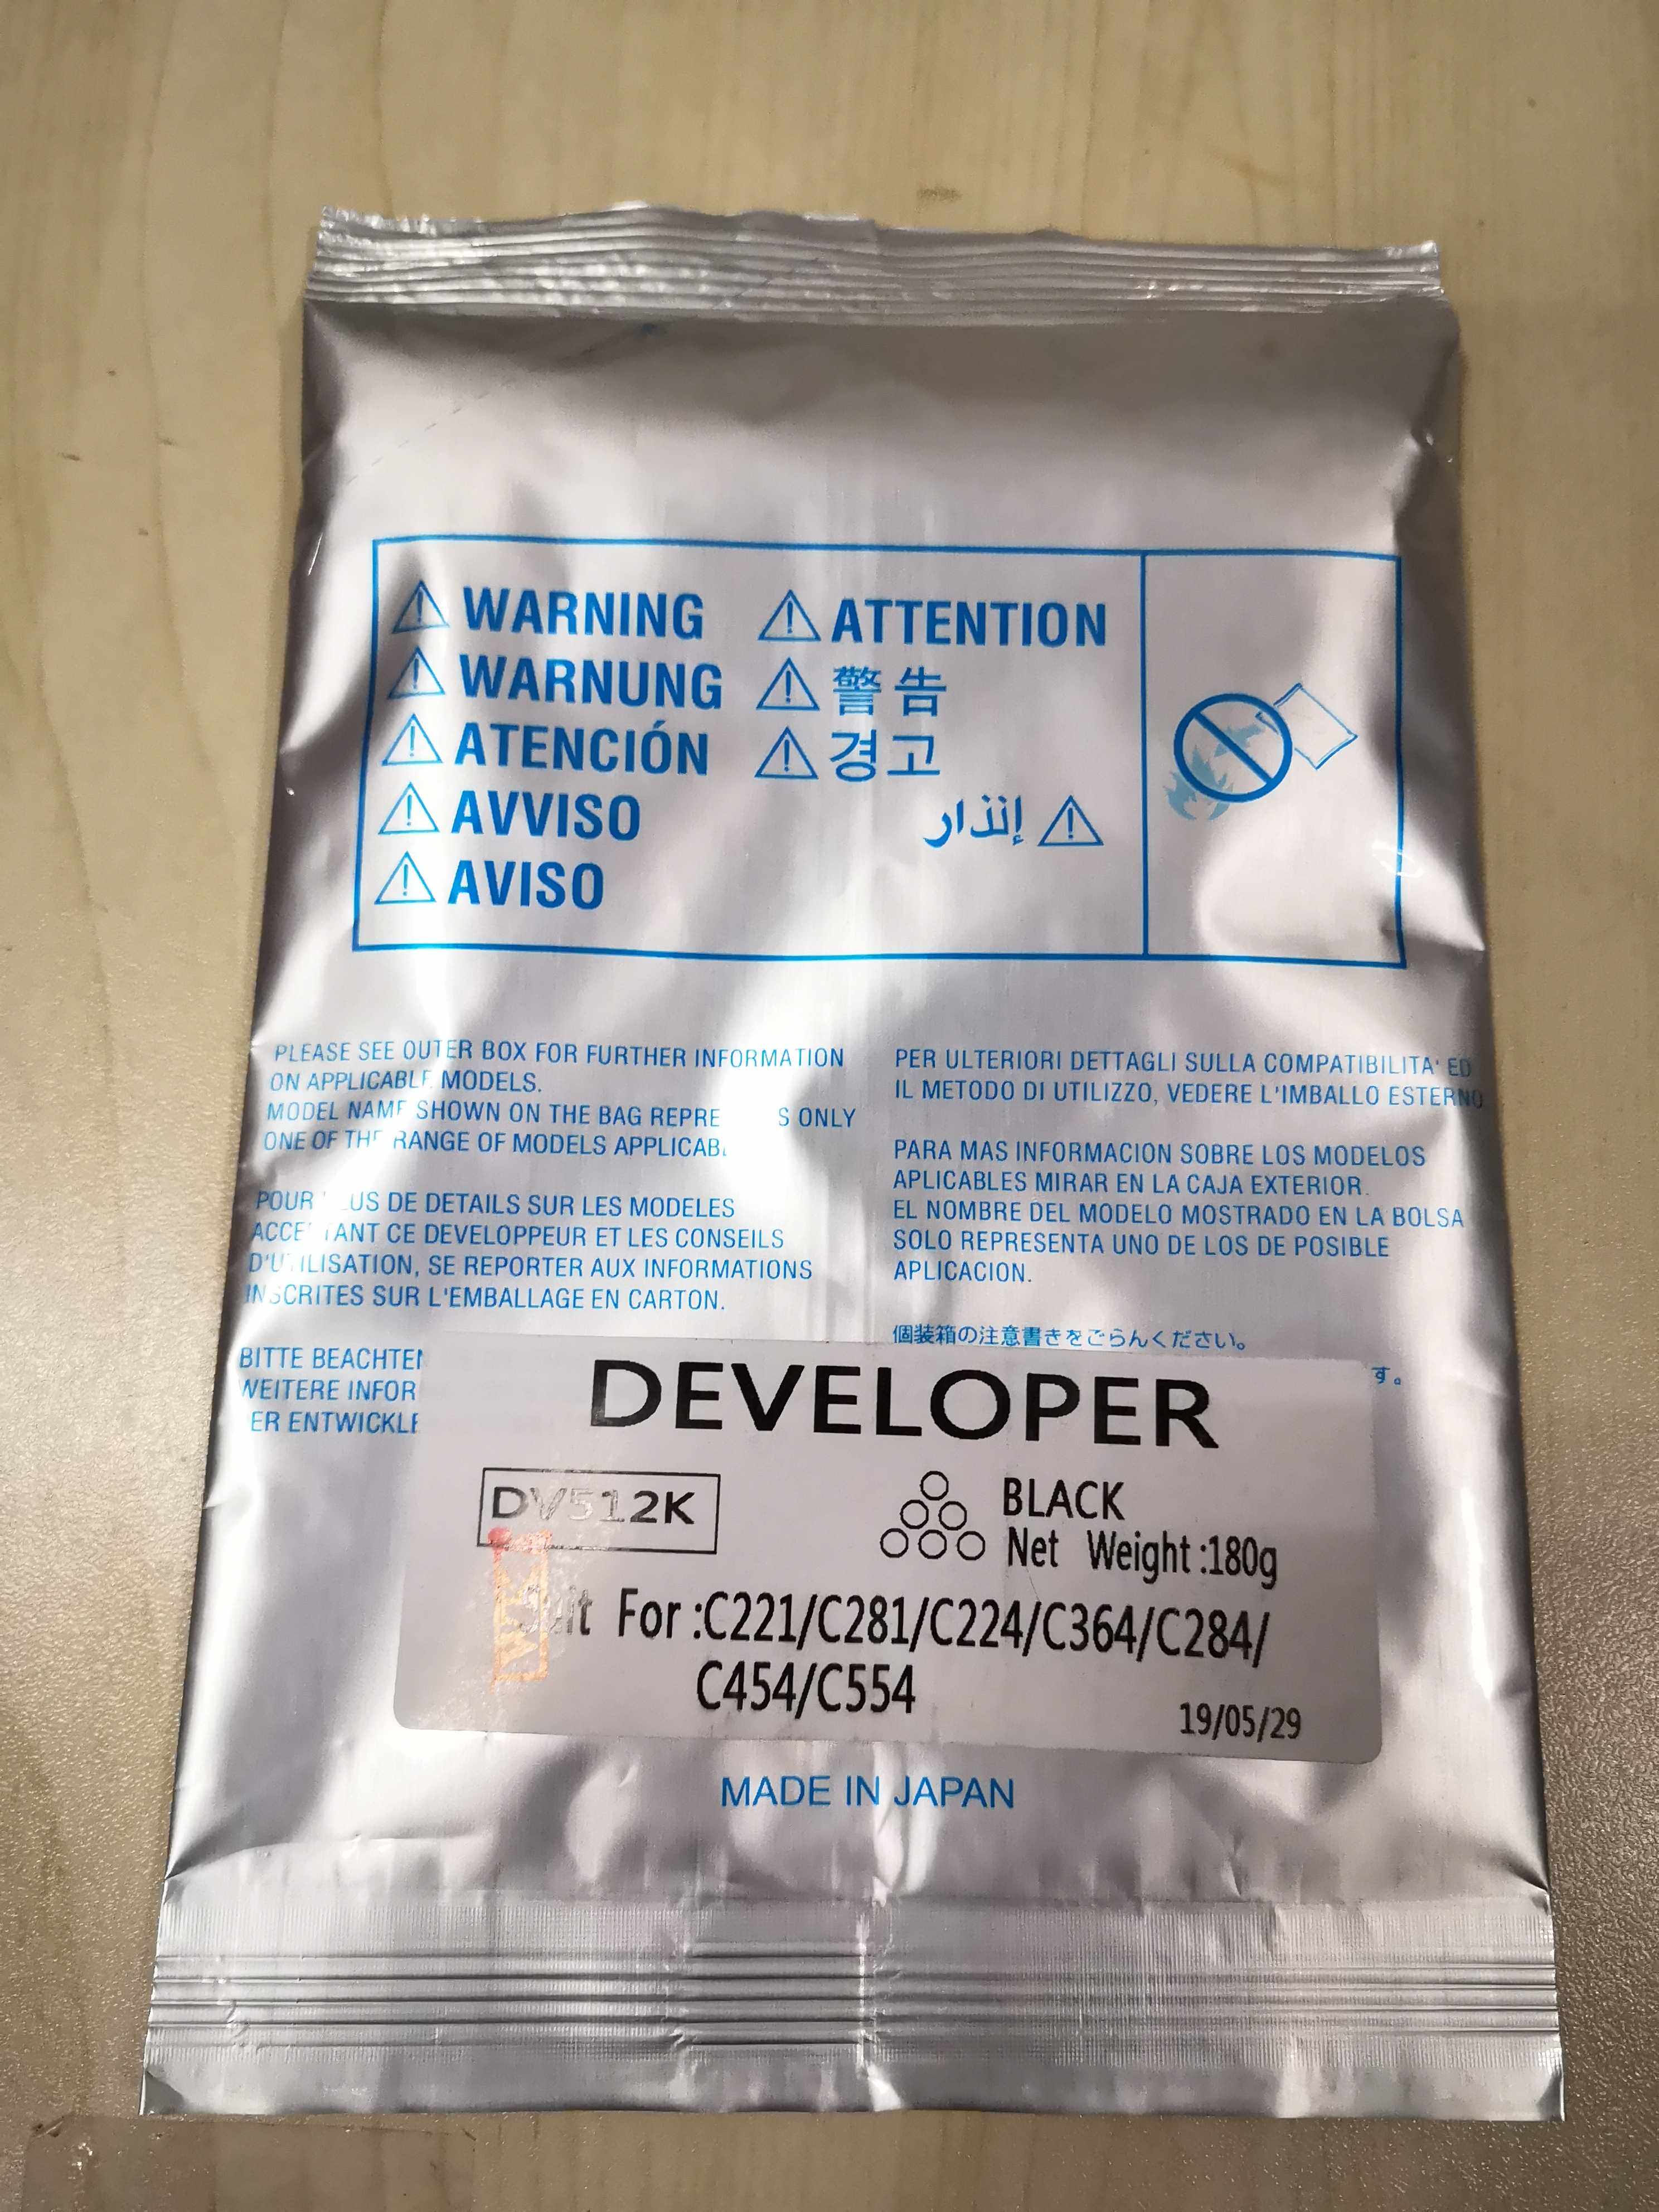 WARNING
ATTENTION
WARNUNG
警告
ATENCIÓN
경고
AVVISO
إنذار
AVISO
PLEASE SEE OUTER BOX FOR FURTHER INFORMATION
ON APPLICABLE MODELS.
MODEL NAME SHOWN ON THE BAG REPRE S ONLY
ONE OF THE RANGE OF MODELS APPLICAB
POUR US DE DETAILS SUR LES MODELES
ACCE TANT CE DEVELOPPEUR ET LES CONSEILS
D'UTILISATION, SE REPORTER AUX INFORMATIONS
INSCRITES SUR L'EMBALLAGE EN CARTON.
BITTE BEACHTEN
WEITERE INFOR
ER ENTWICKLE
PER ULTERIORI DETTAGLI SULLA COMPATIBILITA' ED
IL METODO DI UTILIZZO, VEDERE L'IMBALLO ESTERNO
PARA MAS INFORMACION SOBRE LOS MODELOS
APLICABLES MIRAR EN LA CAJA EXTERIOR.
EL NOMBRE DEL MODELO MOSTRADO EN LA BOLSA
SOLO REPRESENTA UNO DE LOS DE POSIBLE
APLICACION.
個装箱の注意書きをごらんください。
す。
DEVELOPER
DV512K
BLACK
Net Weight :180g
Suit For :C221/C281/C224/C364/C284/
C454/C554
19/05/29
MADE IN JAPAN